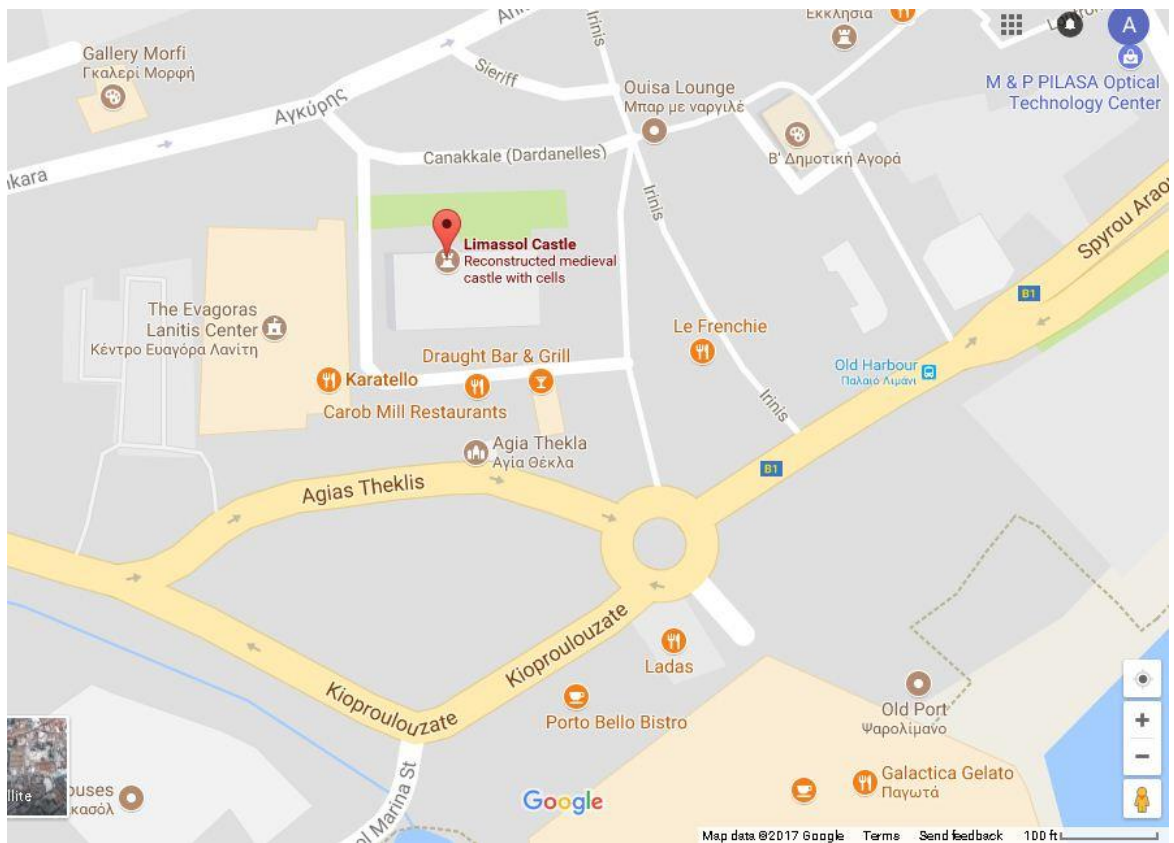 Irinis
Εκκλησία
A
Gallery Morfi
Γκαλερί Μορφή
Sieriff
Ouisa Lounge
Μπαρ με ναργιλέ
M & P PILASA Optical
Technology Center
Αγκύρης
Canakkale (Dardanelles)
Β' Δημοτική Αγορά
nkara
Irinis
Spyrou Araou
Limassol Castle
Reconstructed medieval
castle with cells
B1
The Evagoras
Lanitis Center
Κέντρο Ευαγόρα Λανίτη
Le Frenchie
Draught Bar & Grill
Old Harbour
Παλαιό Λιμάνι
Karatello
Carob Mill Restaurants
Irinis
Agia Thekla
Αγία Θέκλα
B1
Agias Theklis
Kioproulouzate
Ladas
Kioproulouzate
Porto Bello Bistro
Old Port
Ψαρολίμανο
Galactica Gelato
Παγωτά
ouses
κασόλ
llite
ol Marina St
Google
Map data ©2017 Google Terms Send feedback 100 ft